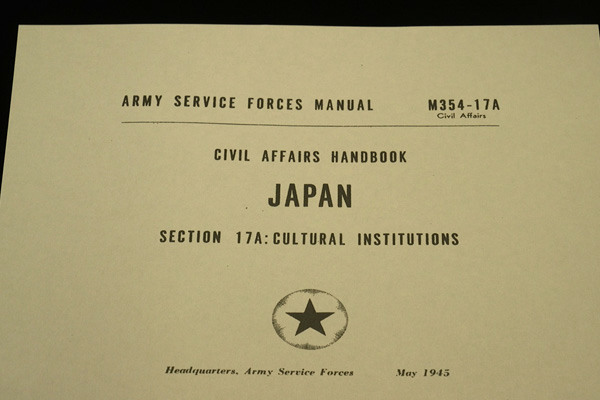 ARMY SERVICE FORCES MANUAL M354-17A
Civil Affairs
CIVIL AFFAIRS HANDBOOK
JAPAN
SECTION 17A: CULTURAL INSTITUTIONS
Headquarters, Army Service Forces May 1945